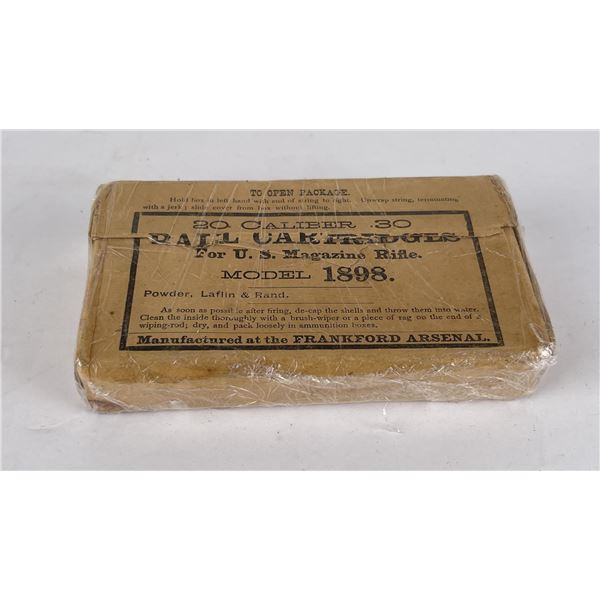 TO OPEN PACKAGE.
Hold box in left hand with end of string to right. Unwrap string, terminating
with a jerk; slide cover from box without lifting.
20 CALIBER .30
BALL CARTRIDGES
For U. S. Magazine Rifle.
MODEL 1898.
Powder, Laflin & Rand.
As soon as possible after firing, de-cap the shells and throw them into water.
Clean the inside thoroughly with a brush-wiper or a piece of rag on the end of a
wiping-rod; dry, and pack loosely in ammunition boxes.
Manufactured at the FRANKFORD ARSENAL.